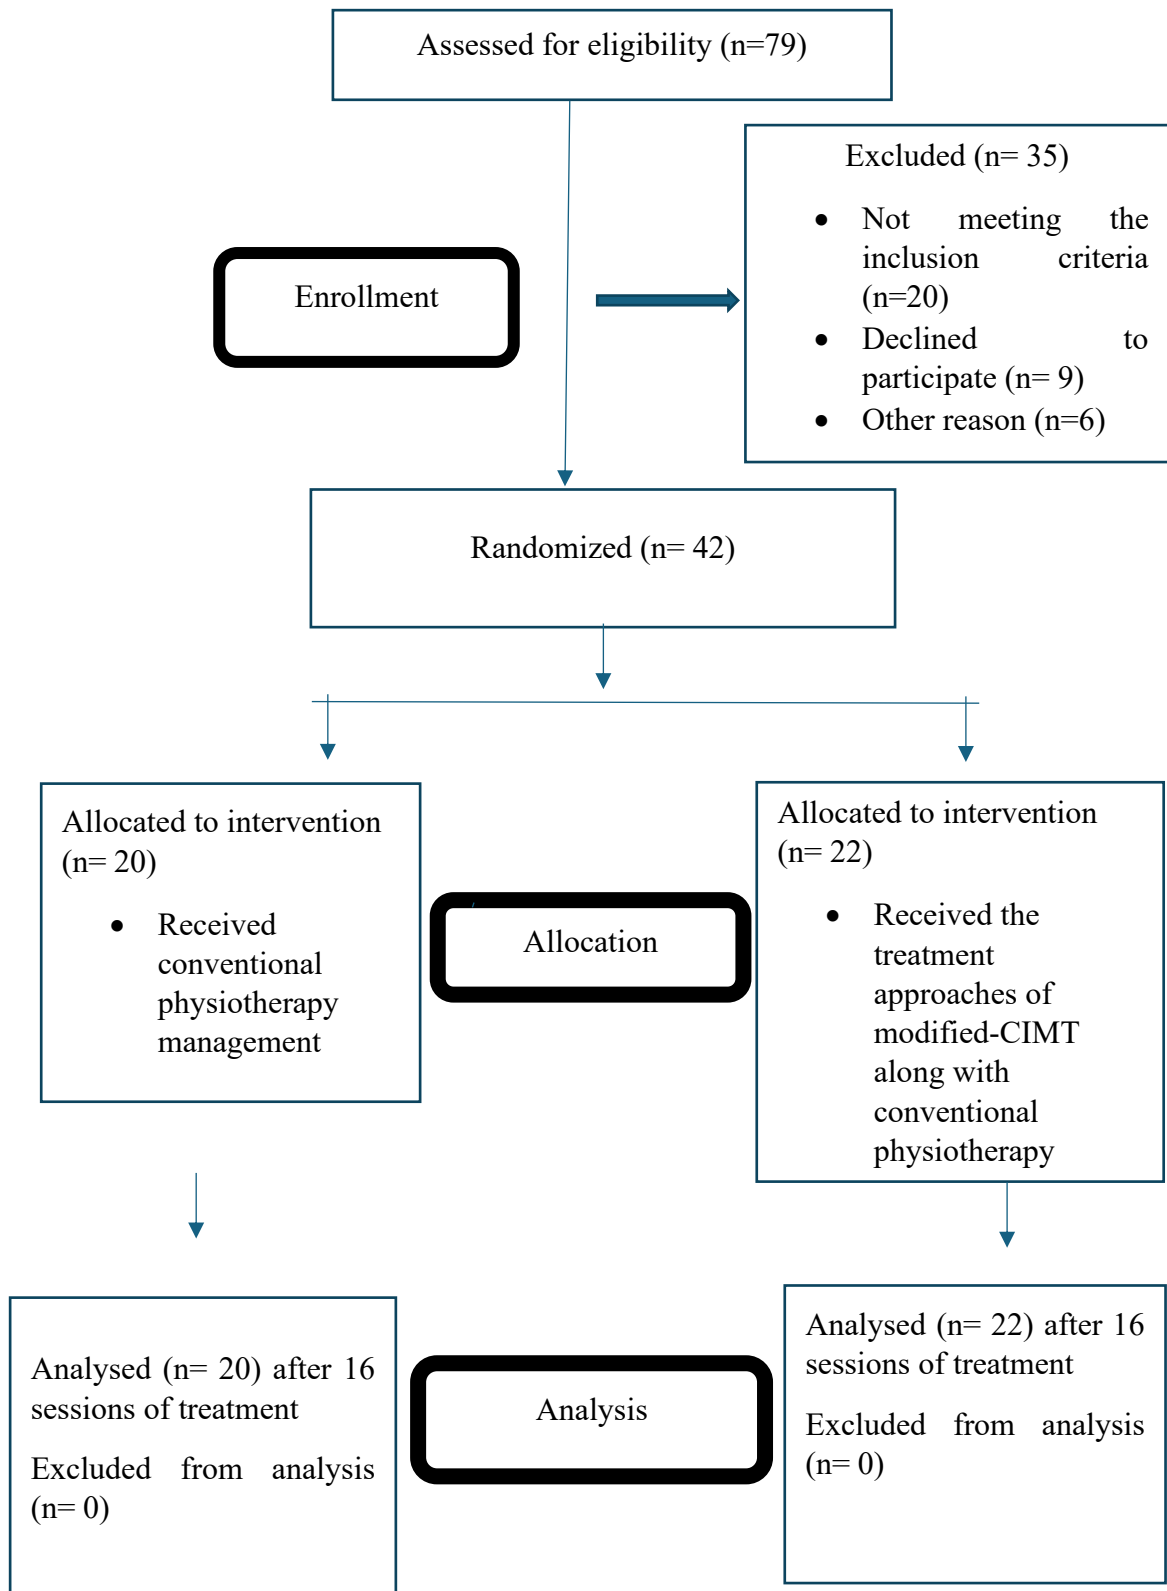 Assessed for eligibility (n=79)
Excluded (n= 35)
• Not meeting the
inclusion criteria
(n=20)
• Declined to
participate (n= 9)
• Other reason (n=6)
Enrollment
Randomized (n= 42)
Allocated to intervention
(n= 20)
• Received
conventional
physiotherapy
management
Allocation
Allocated to intervention
(n= 22)
• Received the
treatment
approaches of
modified-CIMT
along with
conventional
physiotherapy
Analysed (n= 20) after 16
sessions of treatment
Excluded from analysis
(n= 0)
Analysis
Analysed (n= 22) after 16
sessions of treatment
Excluded from analysis
(n= 0)